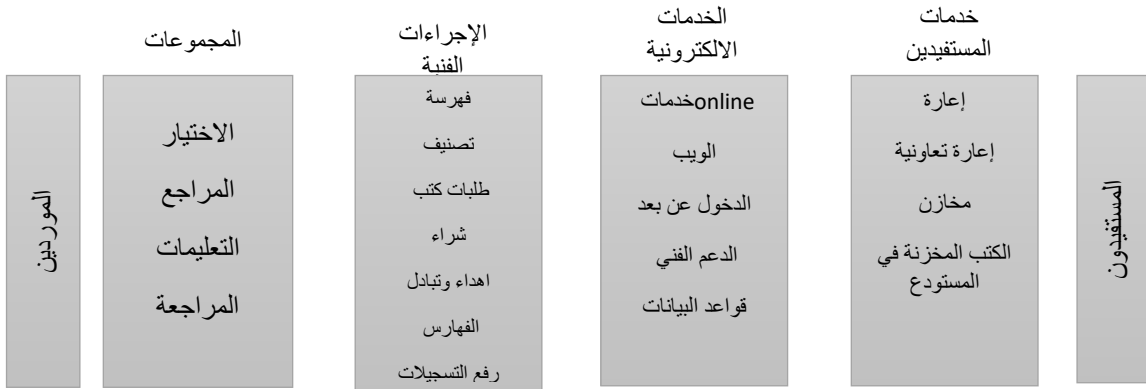 المستفيدون
خدمات
المستفيدين
إعارة
إعارة تعاونية
مخازن
الكتب المخزنة في
المستودع
الخدمات
الالكترونية
خدماتonline
الويب
الدخول عن بعد
الدعم الفني
قواعد البيانات
الإجراءات
الفنية
فهرسة
تصنيف
طلبات كتب
شراء
اهداء وتبادل
الفهارس
رفع التسجيلات
المجموعات
الاختيار
المراجع
التعليمات
المراجعة
الموردين